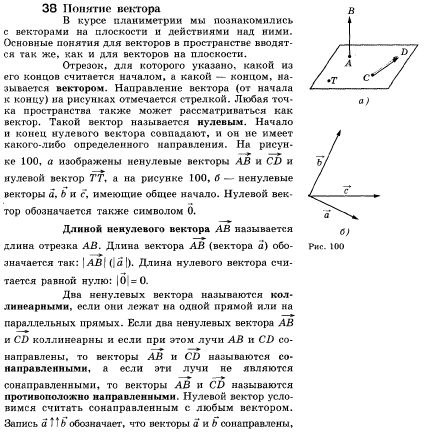 38 Понятие вектора
В курсе планиметрии мы познакомились
с векторами на плоскости и действиями над ними.
Основные понятия для векторов в пространстве вводят-
ся так же, как и для векторов на плоскости.
Отрезок, для которого указано, какой из
его концов считается началом, а какой — концом, на-
зывается вектором. Направление вектора (от начала
к концу) на рисунках отмечается стрелкой. Любая точ-
ка пространства также может рассматриваться как
вектор. Такой вектор называется нулевым. Начало
и конец нулевого вектора совпадают, и он не имеет
какого-либо определенного направления. На рисун-
ке 100, а изображены ненулевые векторы AB⃗ и CD⃗ и
нулевой вектор TT⃗, а на рисунке 100, б — ненулевые
векторы a⃗, b⃗ и c⃗, имеющие общее начало. Нулевой век-
тор обозначается также символом 0⃗.
Длиной ненулевого вектора AB⃗ называется
длина отрезка AB. Длина вектора AB⃗ (вектора a⃗) обо-
значается так: |AB⃗| (|a⃗|). Длина нулевого вектора счи-
тается равной нулю: |0⃗| = 0.
Два ненулевых вектора называются кол-
линеарными, если они лежат на одной прямой или на
параллельных прямых. Если два ненулевых вектора AB⃗
и CD⃗ коллинеарны и если при этом лучи AB и CD со-
направлены, то векторы AB⃗ и CD⃗ называются со-
направленными, а если эти лучи не являются
сонаправленными, то векторы AB⃗ и CD⃗ называются
противоположно направленными. Нулевой вектор усло-
вимся считать сонаправленным с любым вектором.
Запись a⃗↑↑b⃗ обозначает, что векторы a⃗ и b⃗ сонаправлены,
B
A
D
C
T
а)
b⃗
c⃗
a⃗
б)
Рис. 100